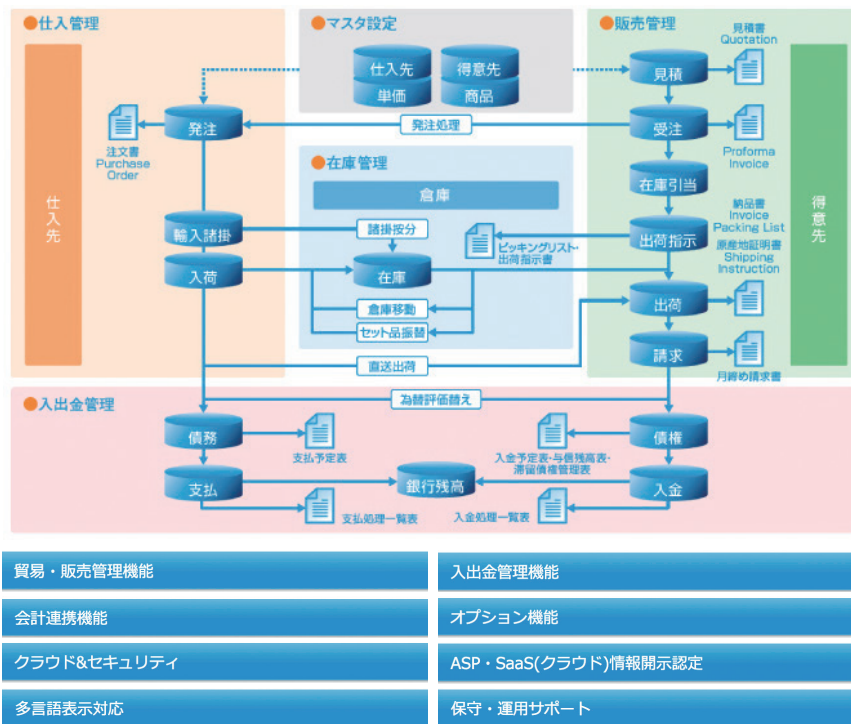 ●仕入管理
仕入先
発注
注文書
Purchase
Order
輸入諸掛
入荷
●マスタ設定
仕入先
得意先
単価
商品
発注処理
●在庫管理
倉庫
諸掛按分
在庫
ピッキングリスト・
出荷指示書
倉庫移動
セット品振替
直送出荷
●販売管理
見積
見積書
Quotation
受注
Proforma
Invoice
在庫引当
出荷指示
納品書
Invoice
Packing List
原産地証明書
Shipping
Instruction
出荷
請求
月締め請求書
得意先
●入出金管理
為替評価替え
債務
支払予定表
支払
支払処理一覧表
銀行残高
債権
入金予定表・与信残高表・
滞留債権管理表
入金
入金処理一覧表
貿易・販売管理機能
入出金管理機能
会計連携機能
オプション機能
クラウド&セキュリティ
ASP・SaaS(クラウド)情報開示認定
多言語表示対応
保守・運用サポート